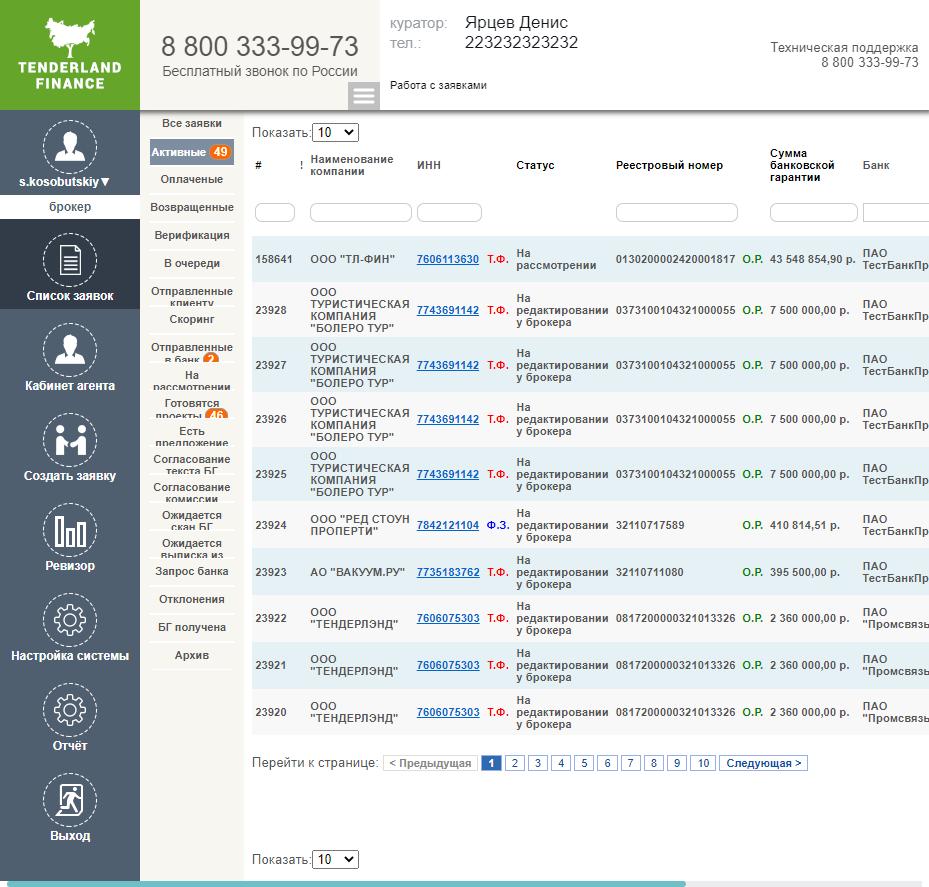 TENDERLAND
FINANCE
8 800 333-99-73
Бесплатный звонок по России
куратор: Ярцев Денис
тел.: 223232323232
Работа с заявками
Техническая поддержка
8 800 333-99-73
s.kosobutskiy▼
брокер
Список заявок
Кабинет агента
Создать заявку
Ревизор
Настройка системы
Отчёт
Выход
Все заявки
Активные 49
Оплаченые
Возвращенные
Верификация
В очереди
Отправленные
клиенту
Скоринг
Отправленные
в банк 2
На
рассмотрении
Готовятся
проекты 46
Есть
предложение
Согласование
текста БГ
Согласование
комиссии
Ожидается
скан БГ
Ожидается
выписка из
Запрос банка
Отклонения
БГ получена
Архив
Показать: 10
# ! Наименование компании ИНН Статус Реестровый номер Сумма банковской гарантии Банк
158641 ООО "ТЛ-ФИН" 7606113630 Т.Ф. На рассмотрении 0130200002420001817 О.Р. 43 548 854,90 р. ПАО ТестБанкПр
23928 ООО ТУРИСТИЧЕСКАЯ КОМПАНИЯ "БОЛЕРО ТУР" 7743691142 Т.Ф. На редактировании у брокера 0373100104321000055 О.Р. 7 500 000,00 р. ПАО ТестБанкПр
23927 ООО ТУРИСТИЧЕСКАЯ КОМПАНИЯ "БОЛЕРО ТУР" 7743691142 Т.Ф. На редактировании у брокера 0373100104321000055 О.Р. 7 500 000,00 р. ПАО ТестБанкПр
23926 ООО ТУРИСТИЧЕСКАЯ КОМПАНИЯ "БОЛЕРО ТУР" 7743691142 Т.Ф. На редактировании у брокера 0373100104321000055 О.Р. 7 500 000,00 р. ПАО ТестБанкПр
23925 ООО ТУРИСТИЧЕСКАЯ КОМПАНИЯ "БОЛЕРО ТУР" 7743691142 Т.Ф. На редактировании у брокера 0373100104321000055 О.Р. 7 500 000,00 р. ПАО ТестБанкПр
23924 ООО "РЕД СТОУН ПРОПЕРТИ" 7842121104 Ф.З. На редактировании у брокера 32110717589 О.Р. 410 814,51 р. ПАО ТестБанкПр
23923 АО "ВАКУУМ.РУ" 7735183762 Т.Ф. На редактировании у брокера 32110711080 О.Р. 395 500,00 р. ПАО ТестБанкПр
23922 ООО "ТЕНДЕРЛЭНД" 7606075303 Т.Ф. На редактировании у брокера 0817200000321013326 О.Р. 2 360 000,00 р. ПАО "Промсвязь
23921 ООО "ТЕНДЕРЛЭНД" 7606075303 Т.Ф. На редактировании у брокера 0817200000321013326 О.Р. 2 360 000,00 р. ПАО "Промсвязь
23920 ООО "ТЕНДЕРЛЭНД" 7606075303 Т.Ф. На редактировании у брокера 0817200000321013326 О.Р. 2 360 000,00 р. ПАО "Промсвязь
Перейти к странице: < Предыдущая 1 2 3 4 5 6 7 8 9 10 Следующая >
Показать: 10